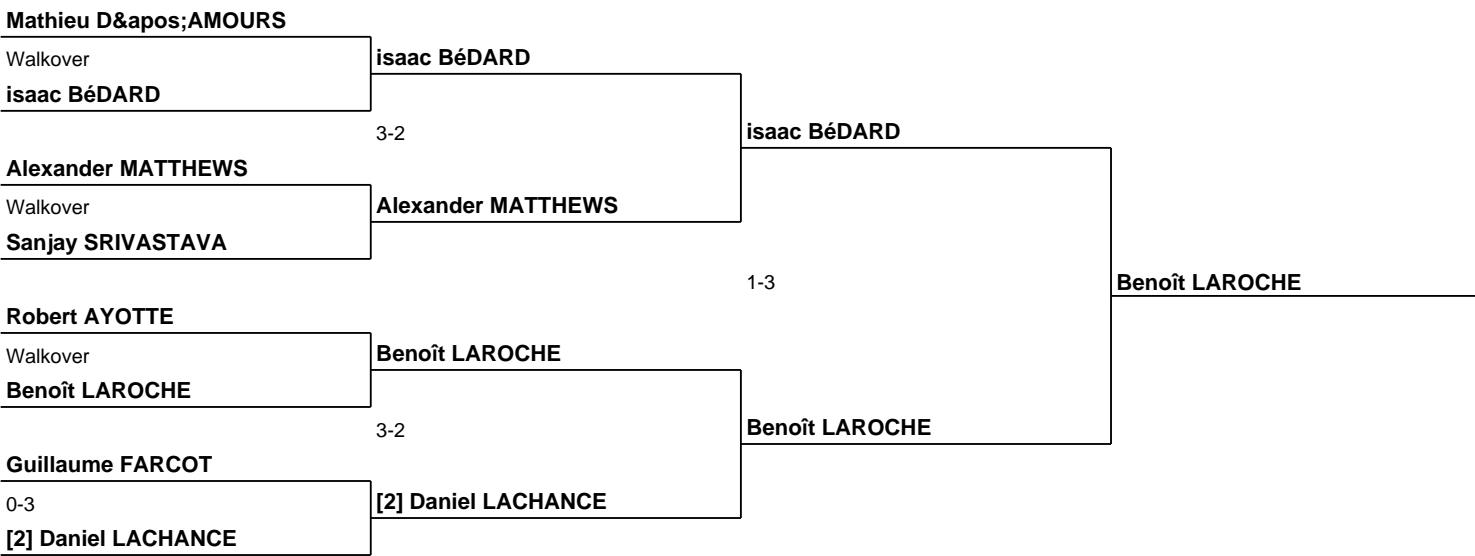 Mathieu D&apos;AMOURS
Walkover
isaac BéDARD
isaac BéDARD
3-2
isaac BéDARD
Alexander MATTHEWS
Walkover
Alexander MATTHEWS
Sanjay SRIVASTAVA
1-3
Benoît LAROCHE
Robert AYOTTE
Walkover
Benoît LAROCHE
Benoît LAROCHE
3-2
Benoît LAROCHE
Guillaume FARCOT
0-3
[2] Daniel LACHANCE
[2] Daniel LACHANCE